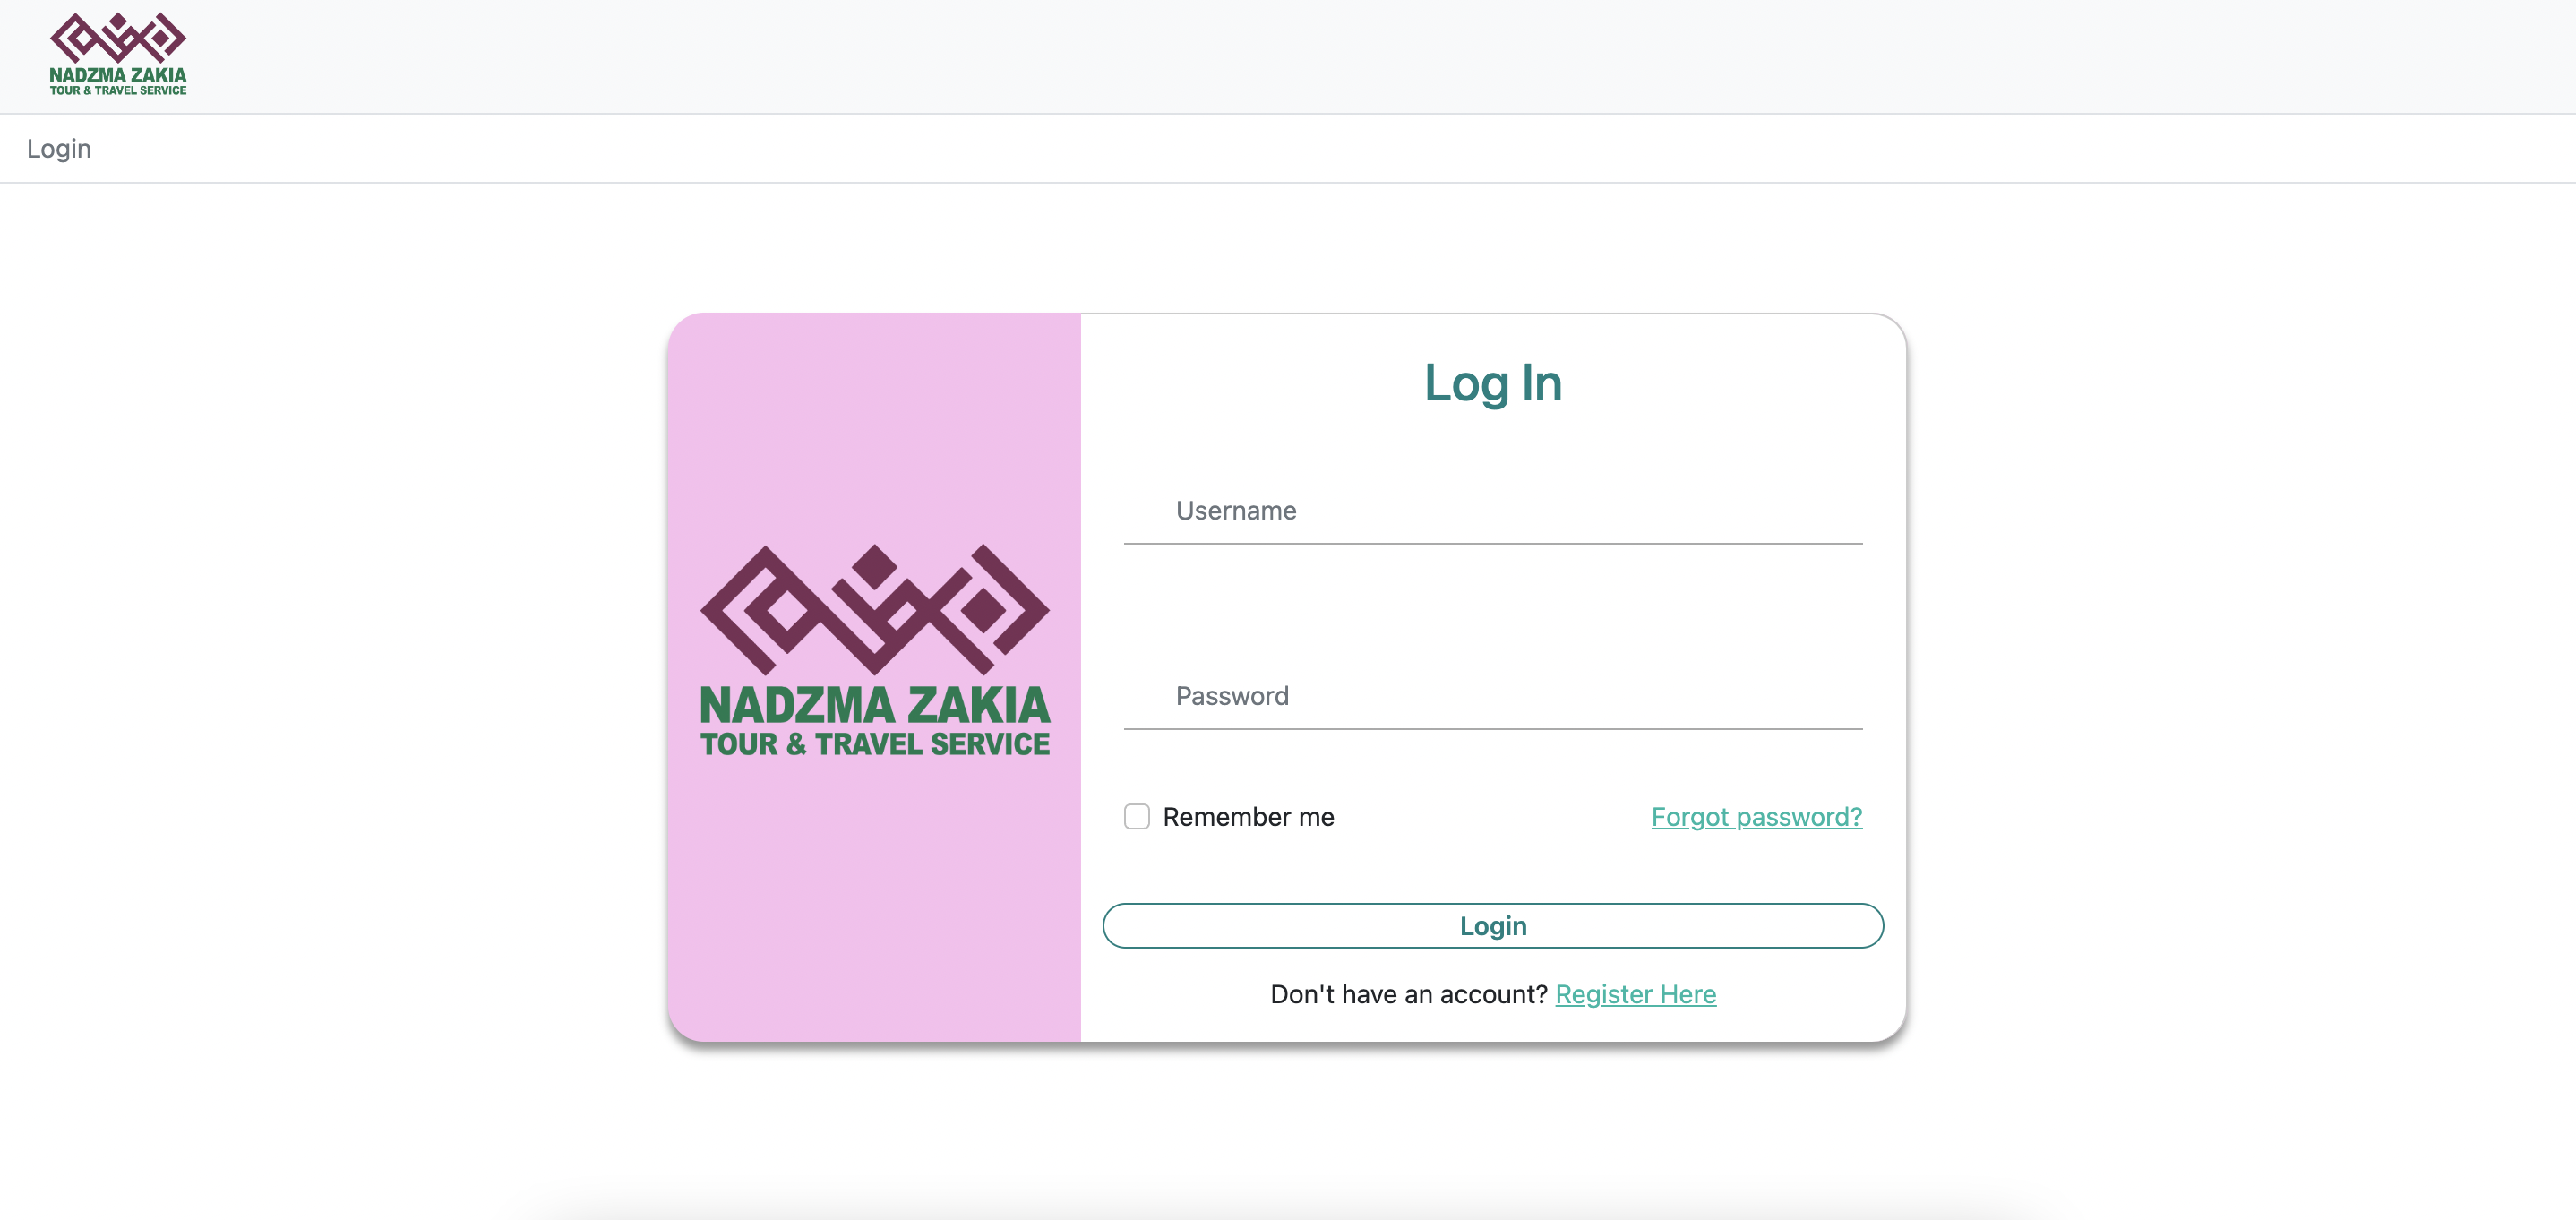 NADZMA ZAKIA
TOUR & TRAVEL SERVICE
Login
NADZMA ZAKIA
TOUR & TRAVEL SERVICE
Log In
Username
Password
Remember me
Forgot password?
Login
Don't have an account? Register Here